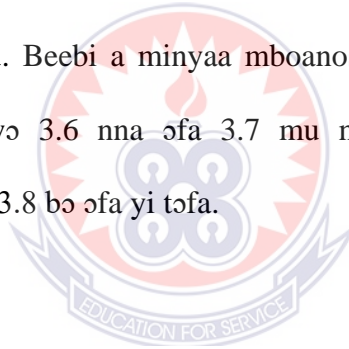 . Beebi a minyaa mboano
ɔ 3.6 nna ɔfa 3.7 mu
3.8 bɔ ɔfa yi tɔfa.
EDUCATION FOR SERVICE